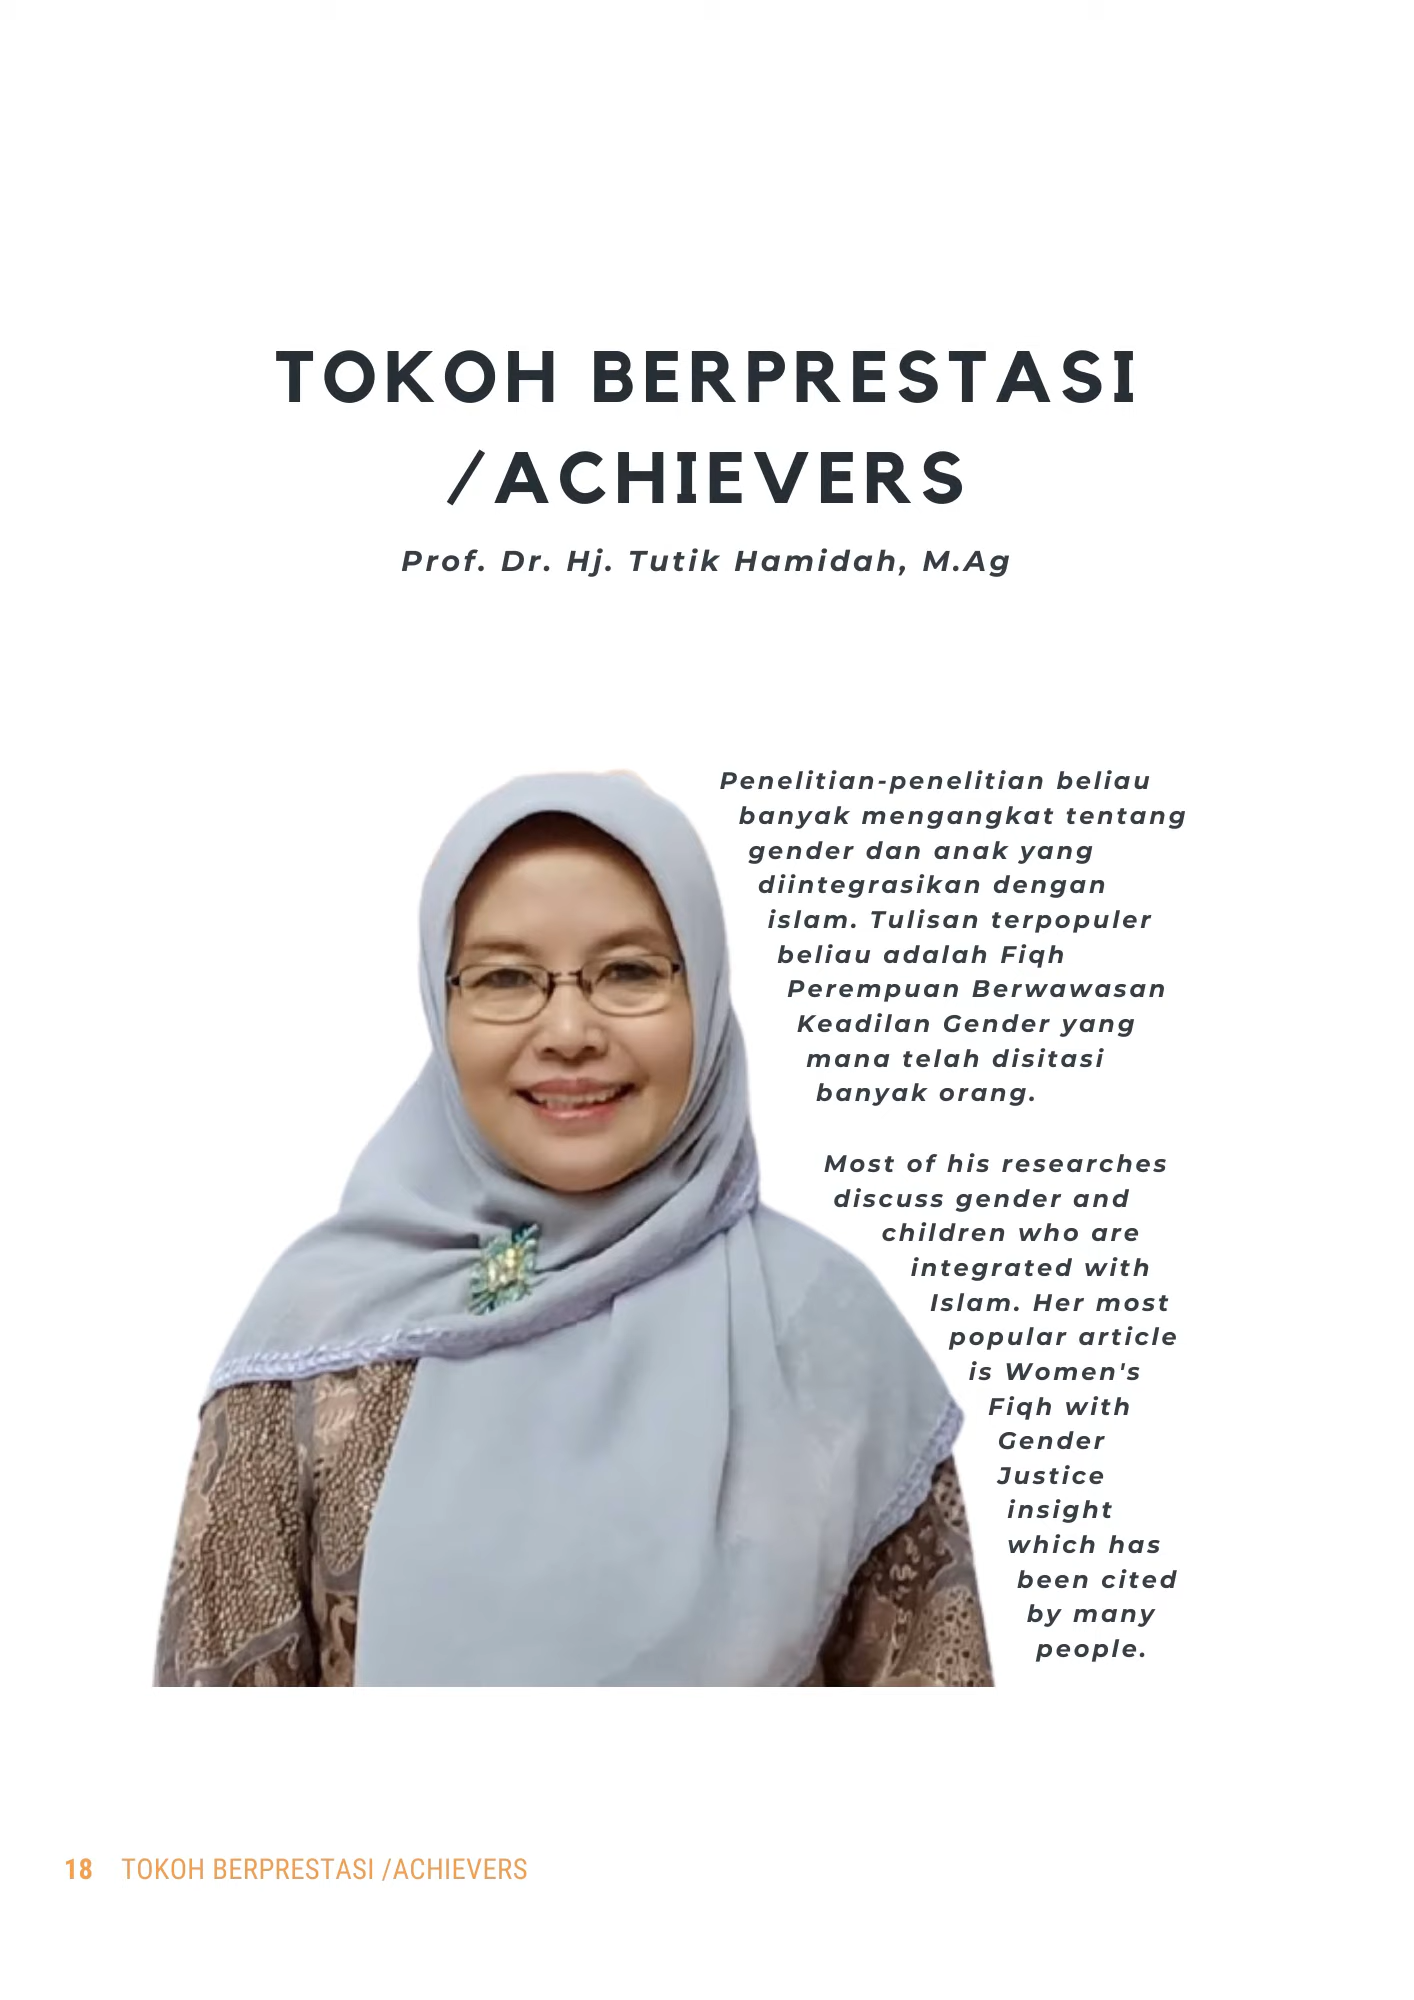 TOKOH BERPRESTASI
/ACHIEVERS
Prof. Dr. Hj. Tutik Hamidah, M.Ag
Penelitian-penelitian beliau
banyak mengangkat tentang
gender dan anak yang
diintegrasikan dengan
islam. Tulisan terpopuler
beliau adalah Fiqh
Perempuan Berwawasan
Keadilan Gender yang
mana telah disitasi
banyak orang.
Most of his researches
discuss gender and
children who are
integrated with
Islam. Her most
popular article
is Women's
Fiqh with
Gender
Justice
insight
which has
been cited
by many
people.
18 TOKOH BERPRESTASI /ACHIEVERS